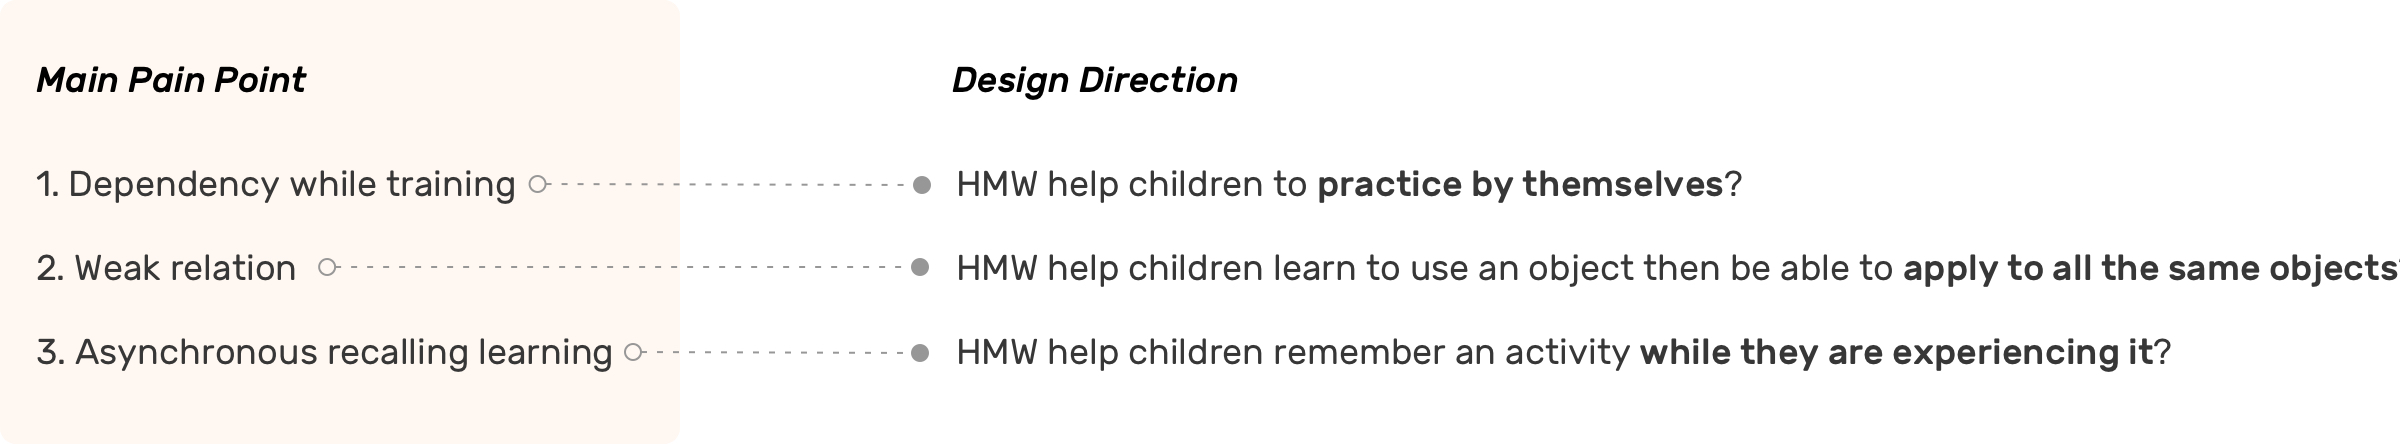 Main Pain Point
Design Direction
1. Dependency while training
HMW help children to practice by themselves?
2. Weak relation
HMW help children learn to use an object then be able to apply to all the same objects?
3. Asynchronous recalling learning
HMW help children remember an activity while they are experiencing it?